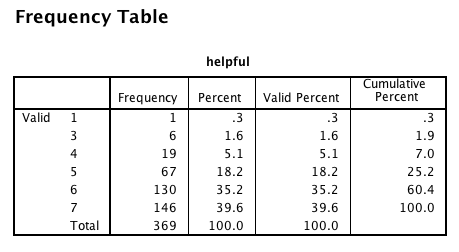 Frequency Table
helpful
Frequency Percent Valid Percent Cumulative Percent
Valid 1 1 .3 .3 .3
3 6 1.6 1.6 1.9
4 19 5.1 5.1 7.0
5 67 18.2 18.2 25.2
6 130 35.2 35.2 60.4
7 146 39.6 39.6 100.0
Total 369 100.0 100.0